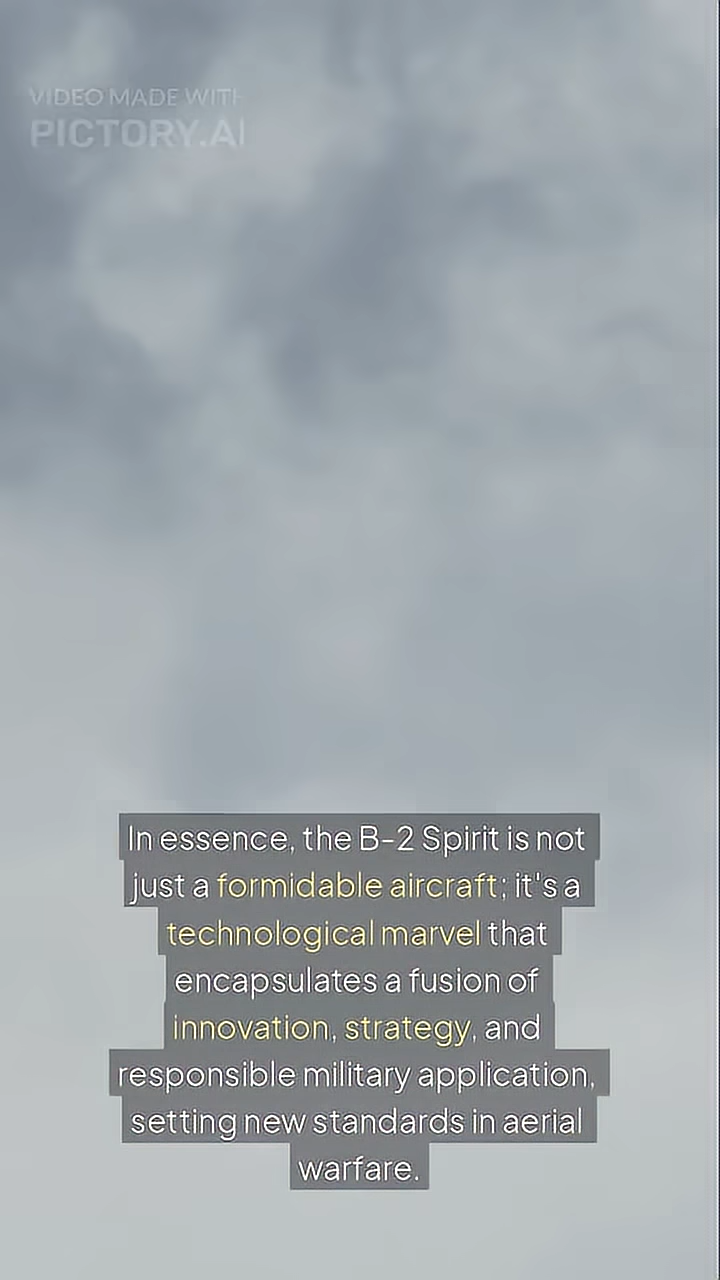 VIDEO MADE WITH
PICTORY.AI
In essence, the B-2 Spirit is not
just a formidable aircraft; it's a
technological marvel that
encapsulates a fusion of
innovation, strategy, and
responsible military application,
setting new standards in aerial
warfare.